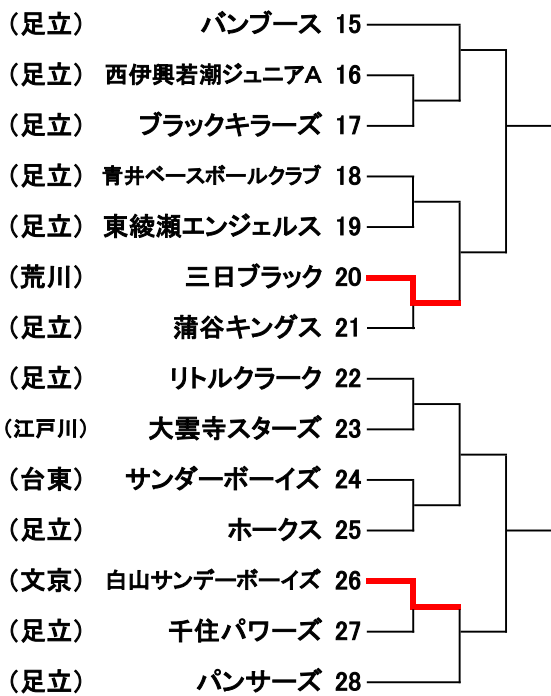 （足立） バンブース 15
（足立） 西伊興若潮ジュニアA 16
（足立） ブラックキラーズ 17
（足立） 青井ベースボールクラブ 18
（足立） 東綾瀬エンジェルス 19
（荒川） 三日ブラック 20
（足立） 蒲谷キングス 21
（足立） リトルクラーク 22
（江戸川） 大雲寺スターズ 23
（台東） サンダーボーイズ 24
（足立） ホークス 25
（文京） 白山サンデーボーイズ 26
（足立） 千住パワーズ 27
（足立） パンサーズ 28